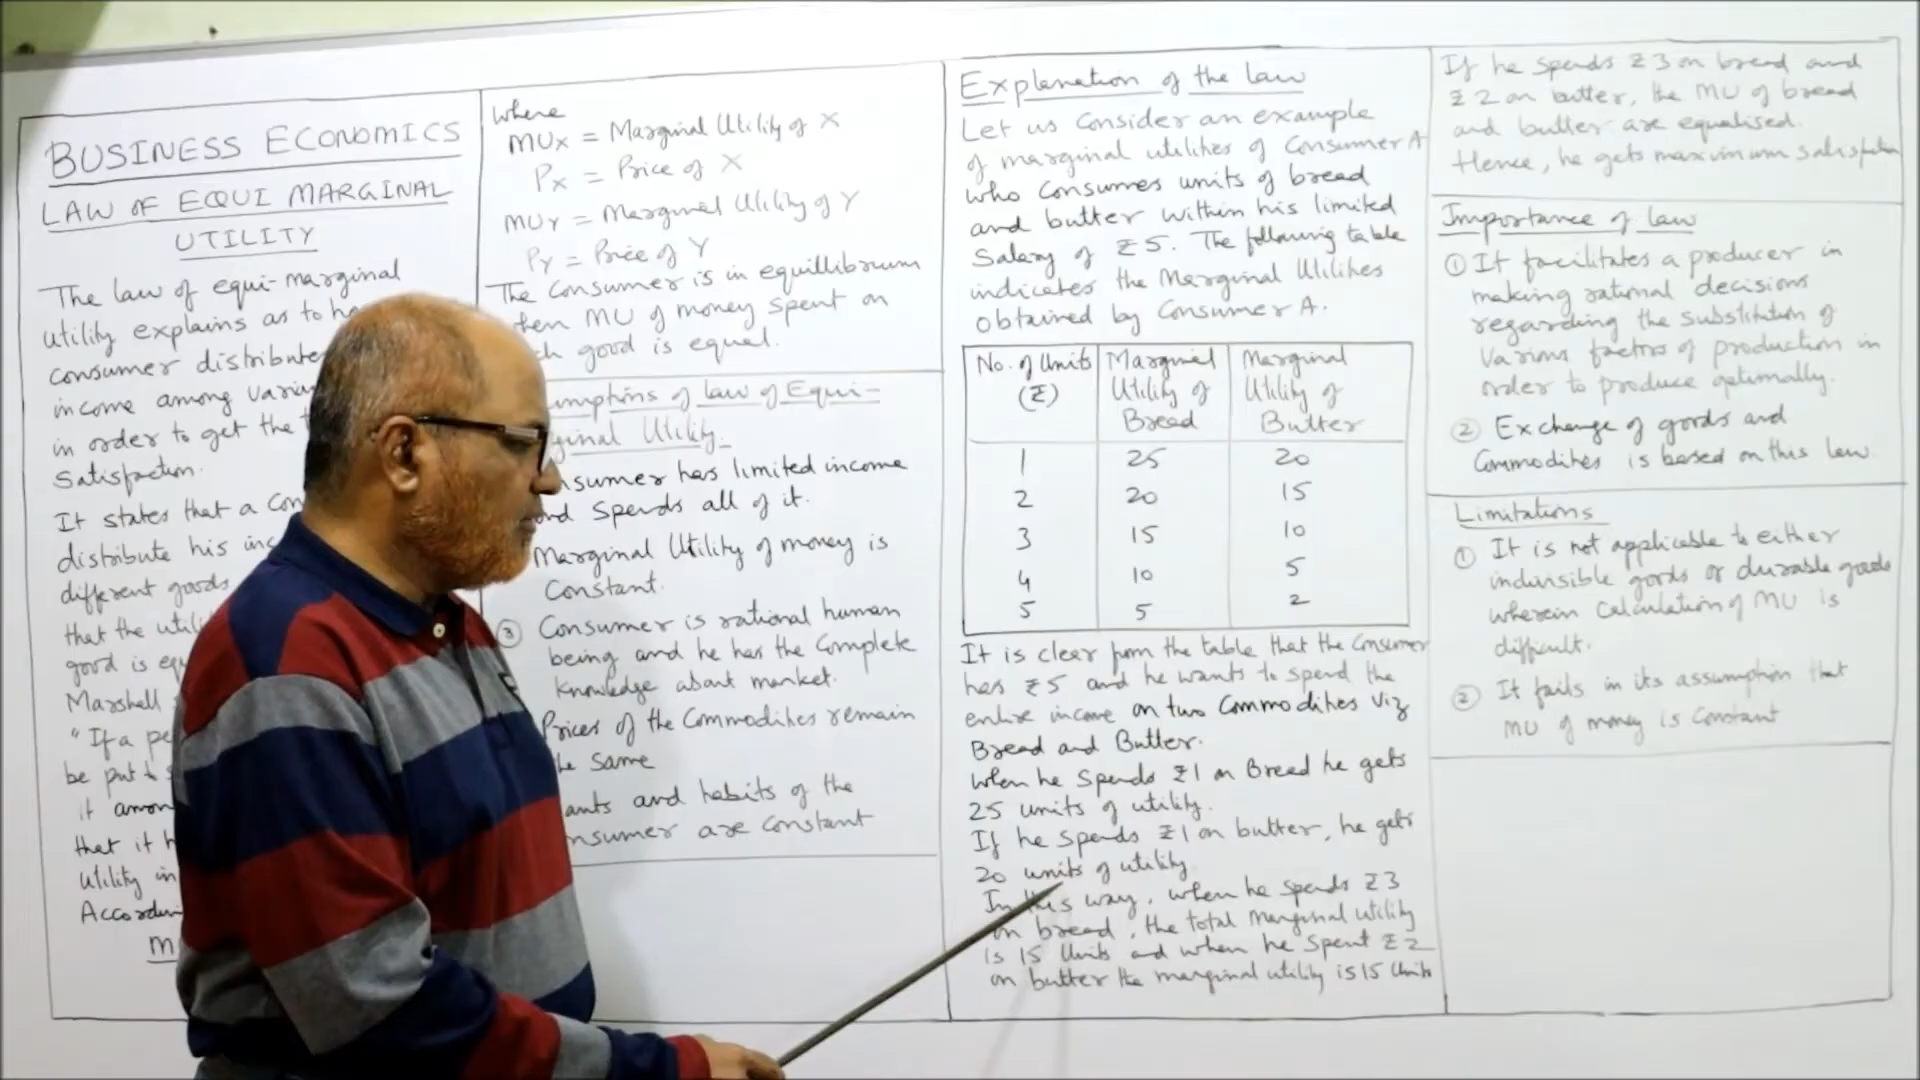 BUSINESS ECONOMICS
LAW OF EQUI MARGINAL
UTILITY
The law of equi-marginal
utility explains as to
consumer distribute
income among
in order to get the
Satisfaction.
It states that a
distribute his
different goods
that the
good is
Marshall
"If a
be put
it
that it
utility in
where
MUX = Marginal Utility of X
PX = Price of X
MUY = Marginal Utility of Y
PY = Price of Y
The Consumer is in equillibrium
MU of money spent on
good is equal.
of law of Equi-
Utility.
has limited income
and Spends all of it.
Marginal Utility of money is
Constant.
③ Consumer is rational human
being and he has the Complete
Knowledge about market.
Prices of the Commodities remain
Same
and habits of the
are constant
Explanation of the law
Let us Consider an example
of marginal utilities of Consumer A
who Consumes units of bread
and butter within his limited
Salary of ₹5. The following table
indicates the Marginal Utilities
Obtained by Consumer A.
No. of Units (₹) Marginal Utility of Bread Marginal Utility of Butter
1 25 20
2 20 15
3 15 10
4 10 5
5 5 2
It is clear from the table that the Consumer
has ₹5 and he wants to spend the
entire income on two Commodities Viz
Bread and Butter.
When he Spends ₹1 on Bread he gets
25 units of utility.
If he Spends ₹1 on butter, he gets
20 units of utility
In this way, when he spends ₹3
on bread, the total marginal utility
is 15 Units and when he spent ₹2
on butter the marginal utility is 15 Units
If he spends ₹3 on bread and
₹2 on butter, the MU of bread
and butter are equalised.
Hence, he gets maximum satisfaction
Importance of law
① It facilitates a producer in
making rational decisions
regarding the substitution of
Various factors of production in
order to produce optimally.
② Exchange of goods and
Commodities is based on this law
Limitations
① It is not applicable to either
indivisible goods or durable goods
wherein Calculation of MU is
difficult.
② It fails in its assumption that
MU of money is Constant